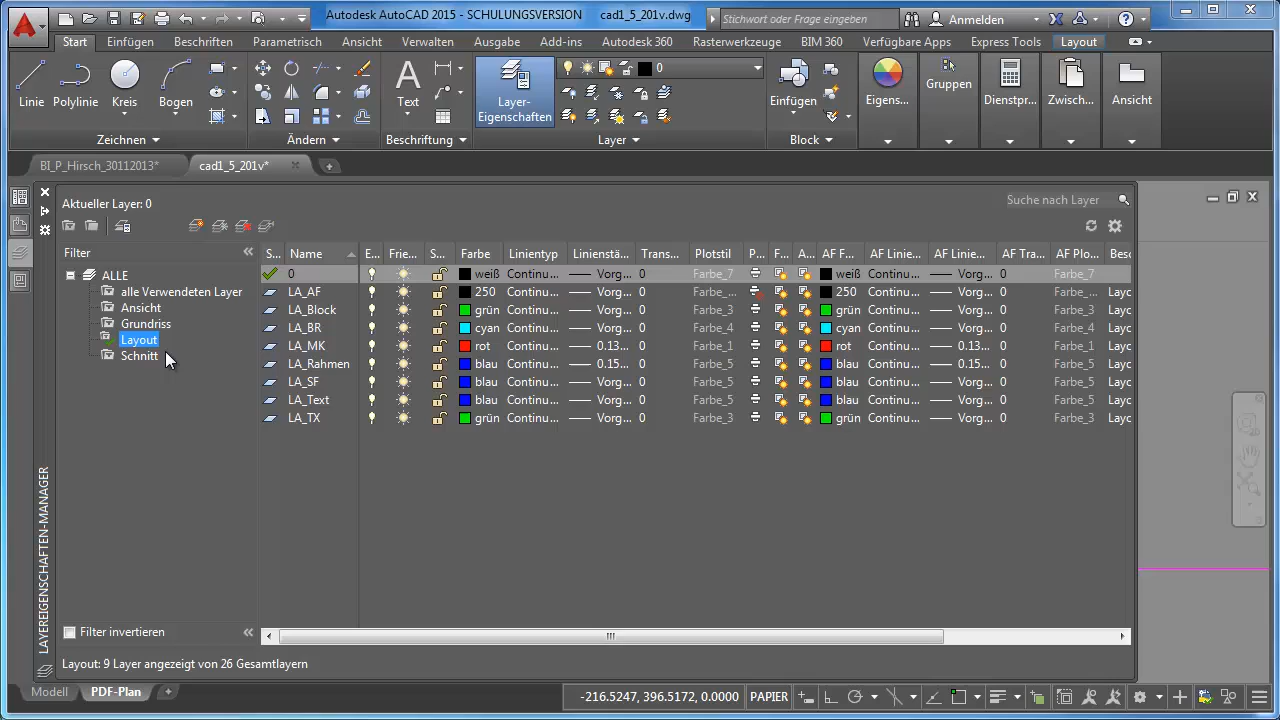 Autodesk AutoCAD 2015 - SCHULUNGSVERSION cad1_5_201v.dwg
Stichwort oder Frage eingeben
Anmelden
Start Einfügen Beschriften Parametrisch Ansicht Verwalten Ausgabe Add-ins Autodesk 360 Rasterwerkzeuge BIM 360 Verfügbare Apps Express Tools Layout
0
Linie Polylinie Kreis Bogen Text Layer-Eigenschaften Einfügen Eigens... Gruppen Dienstpr... Zwisch... Ansicht
Zeichnen Ändern Beschriftung Layer Block
BI_P_Hirsch_30112013* cad1_5_201v*
Aktueller Layer: 0
Suche nach Layer
Filter
S... Name E... Frie... S... Farbe Linientyp Linienstä... Trans... Plotstil P... F... A... AF F... AF Linie... AF Linie... AF Tra... AF Plo... Besc
ALLE
alle Verwendeten Layer
Ansicht
Grundriss
Layout
Schnitt
0 weiß Continu... Vorg... 0 Farbe_7 weiß Continu... Vorg... 0 Farbe_7
LA_AF 250 Continu... Vorg... 0 Farbe_... 250 Continu... Vorg... 0 Farbe_... Layc
LA_Block grün Continu... Vorg... 0 Farbe_3 grün Continu... Vorg... 0 Farbe_3 Layc
LA_BR cyan Continu... Vorg... 0 Farbe_4 cyan Continu... Vorg... 0 Farbe_4 Layc
LA_MK rot Continu... 0.13... 0 Farbe_1 rot Continu... 0.13... 0 Farbe_1 Layc
LA_Rahmen blau Continu... 0.15... 0 Farbe_5 blau Continu... 0.15... 0 Farbe_5 Layc
LA_SF blau Continu... Vorg... 0 Farbe_5 blau Continu... Vorg... 0 Farbe_5 Layc
LA_Text blau Continu... Vorg... 0 Farbe_5 blau Continu... Vorg... 0 Farbe_5 Layc
LA_TX grün Continu... Vorg... 0 Farbe_3 grün Continu... Vorg... 0 Farbe_3 Layc
LAYEREIGENSCHAFTEN-MANAGER
Filter invertieren
Layout: 9 Layer angezeigt von 26 Gesamtlayern
Modell PDF-Plan
-216.5247, 396.5172, 0.0000 PAPIER